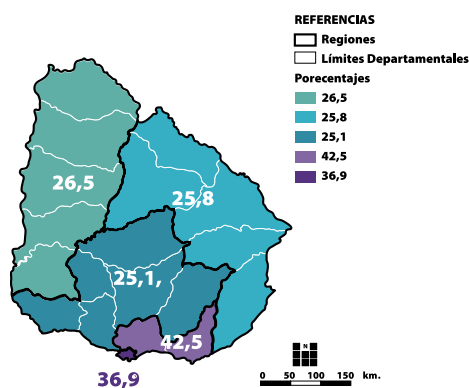 REFERENCIAS
Regiones
Límites Departamentales
Porecentajes
26,5
25,8
25,1
42,5
36,9
26,5
25,8
25,1,
42,5
36,9
N
0 50 100 150 km.